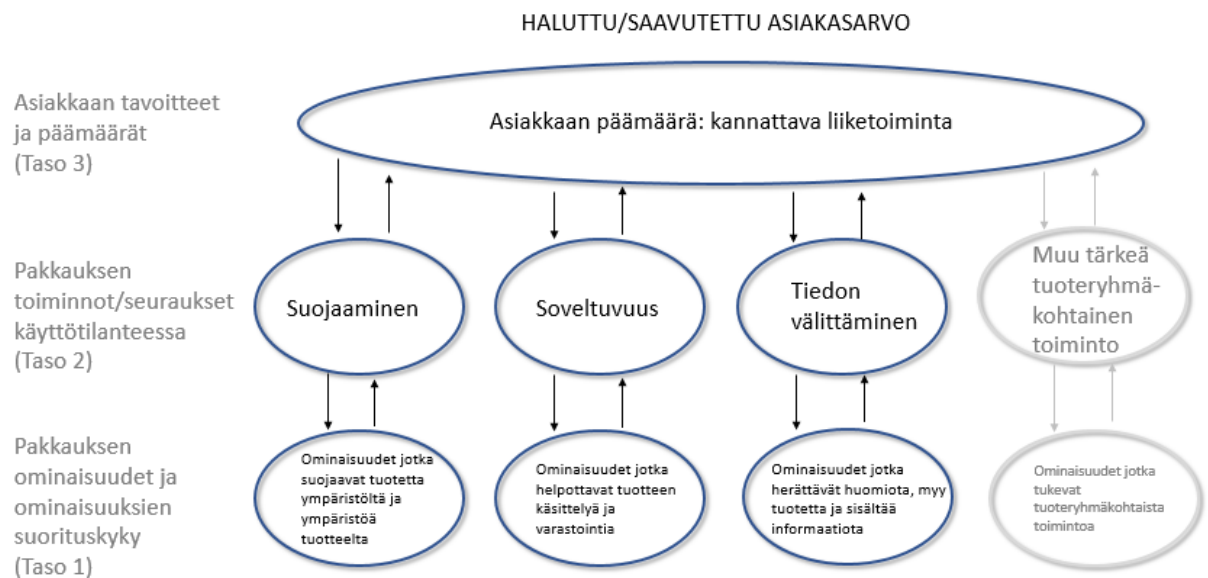 HALUTTU/SAAVUTETTU ASIAKASARVO
Asiakkaan tavoitteet
ja päämäärät
(Taso 3)
Asiakkaan päämäärä: kannattava liiketoiminta
Pakkauksen
toiminnot/seuraukset
käyttötilanteessa
(Taso 2)
Suojaaminen
Soveltuvuus
Tiedon
välittäminen
Muu tärkeä
tuoteryhmä-
kohtainen
toiminto
Pakkauksen
ominaisuudet ja
ominaisuuksien
suorituskyky
(Taso 1)
Ominaisuudet jotka
suojaavat tuotetta
ympäristöltä ja
ympäristöä
tuotteelta
Ominaisuudet jotka
helpottavat tuotteen
käsittelyä ja
varastointia
Ominaisuudet jotka
herättävät huomiota, myy
tuotetta ja sisältää
informaatiota
Ominaisuudet jotka
tukevat
tuoteryhmäkohtaista
toimintoa